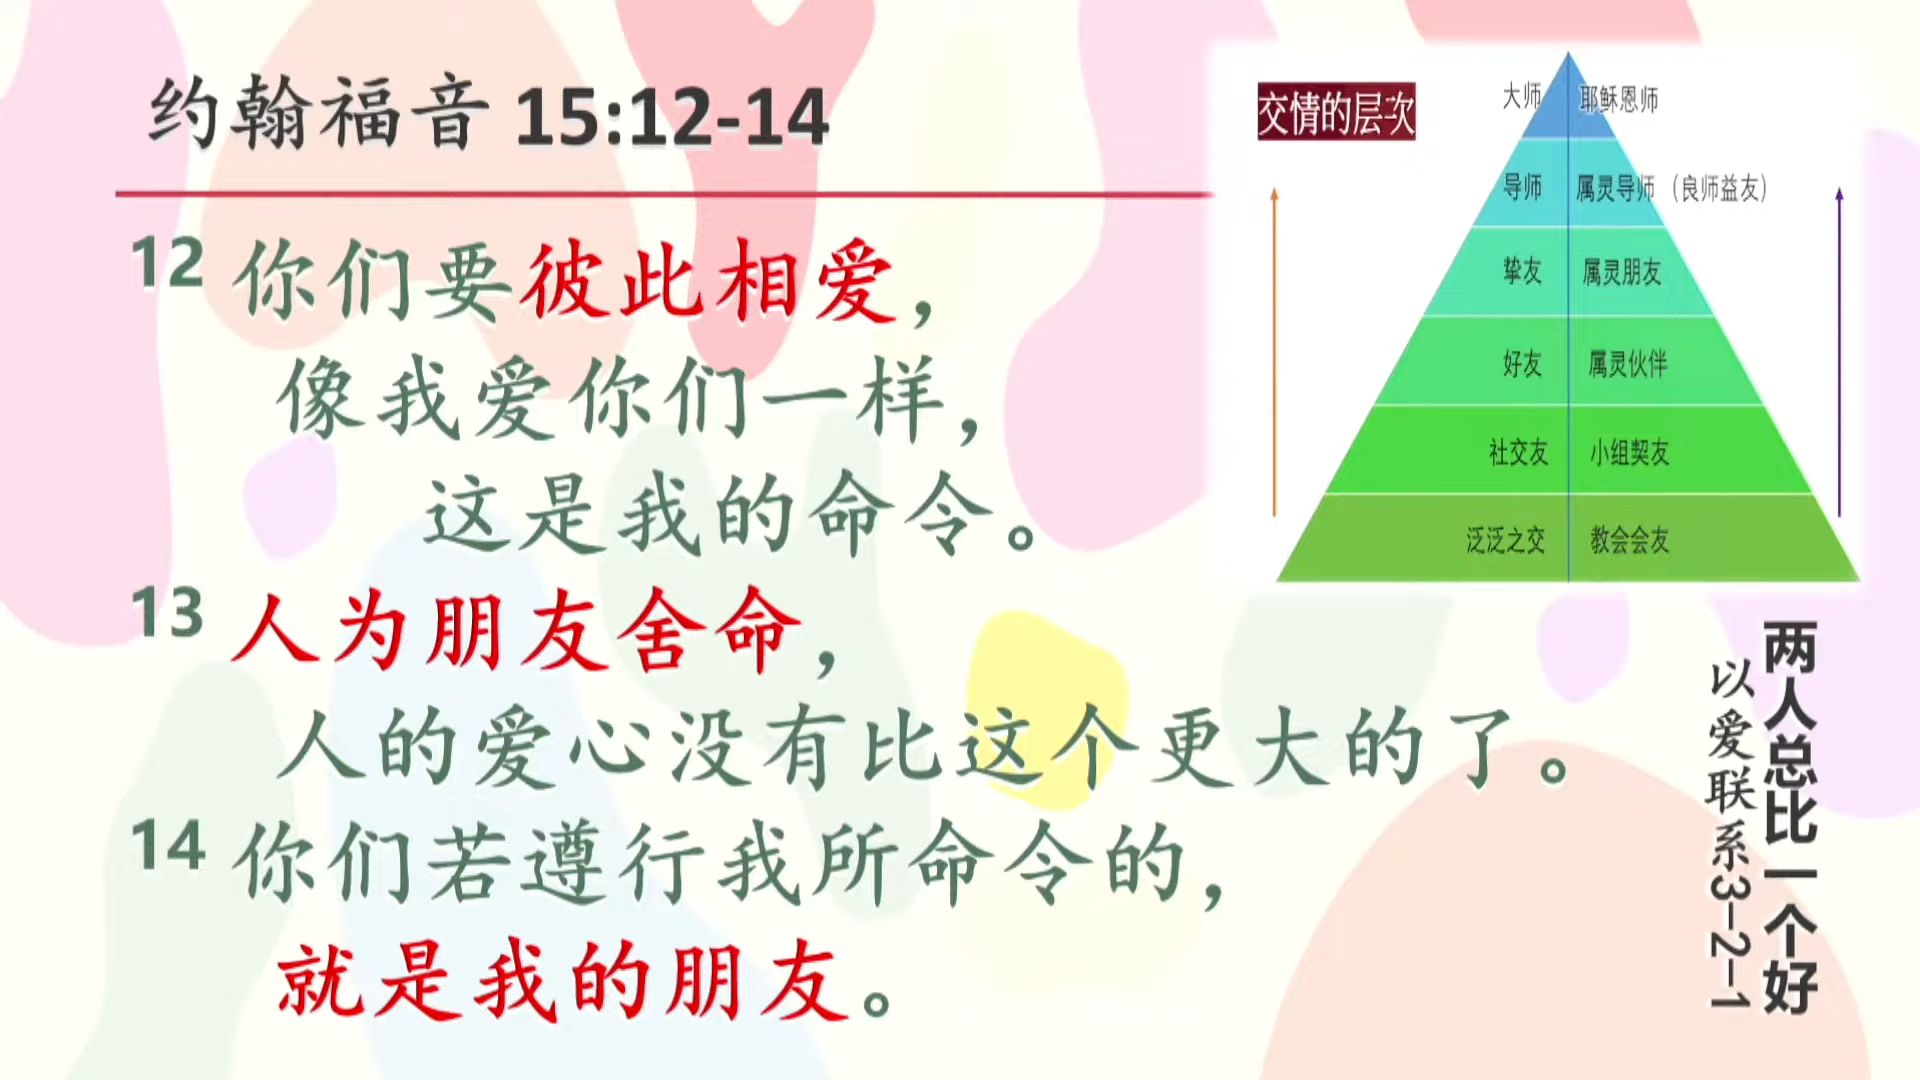 约翰福音 15:12-14
12 你们要彼此相爱，
像我爱你们一样，
这是我的命令。
13 人为朋友舍命，
人的爱心没有比这个更大的了。
14 你们若遵行我所命令的，
就是我的朋友。
交情的层次
大师 耶稣恩师
导师 属灵导师（良师益友）
挚友 属灵朋友
好友 属灵伙伴
社交友 小组契友
泛泛之交 教会会友
两人总比一个好
以爱联系3-2-1